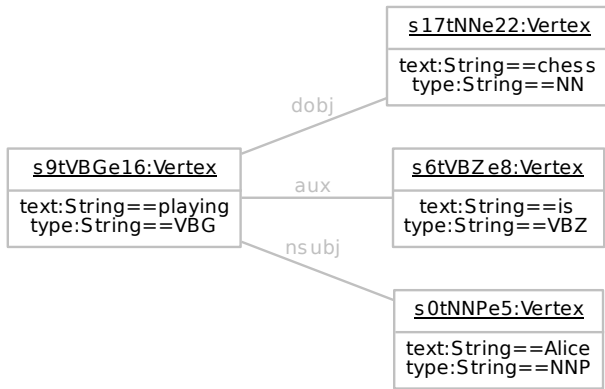 s17tNNe22:Vertex
text:String==chess
type:String==NN
dobj
s9tVBGe16:Vertex
text:String==playing
type:String==VBG
aux
s6tVBZe8:Vertex
text:String==is
type:String==VBZ
nsubj
s0tNNPe5:Vertex
text:String==Alice
type:String==NNP